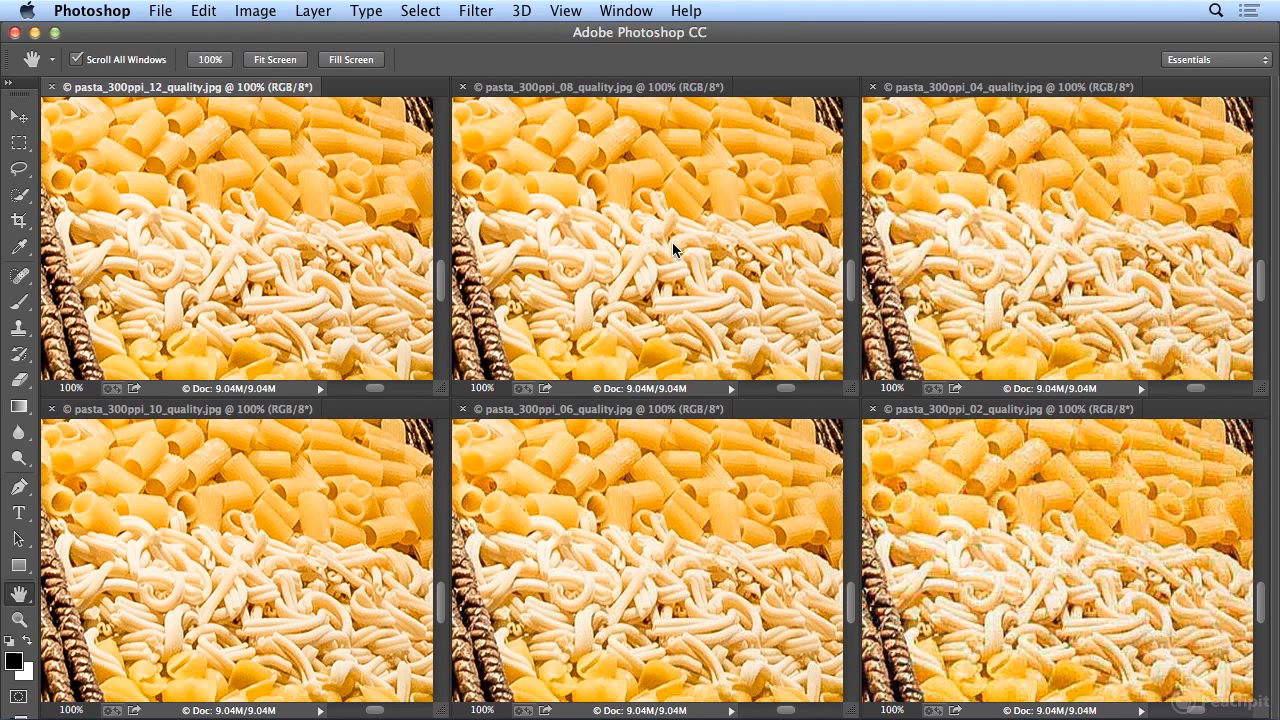 Photoshop File Edit Image Layer Type Select Filter 3D View Window Help
Adobe Photoshop CC
Scroll All Windows 100% Fit Screen Fill Screen Essentials
© pasta_300ppi_12_quality.jpg @ 100% (RGB/8*) © pasta_300ppi_08_quality.jpg @ 100% (RGB/8*) © pasta_300ppi_04_quality.jpg @ 100% (RGB/8*)
100% © Doc: 9.04M/9.04M 100% © Doc: 9.04M/9.04M 100% © Doc: 9.04M/9.04M
© pasta_300ppi_10_quality.jpg @ 100% (RGB/8*) © pasta_300ppi_06_quality.jpg @ 100% (RGB/8*) © pasta_300ppi_02_quality.jpg @ 100% (RGB/8*)
T
100% © Doc: 9.04M/9.04M 100% © Doc: 9.04M/9.04M 100% © Doc: 9.04M/9.04M
Peachpit